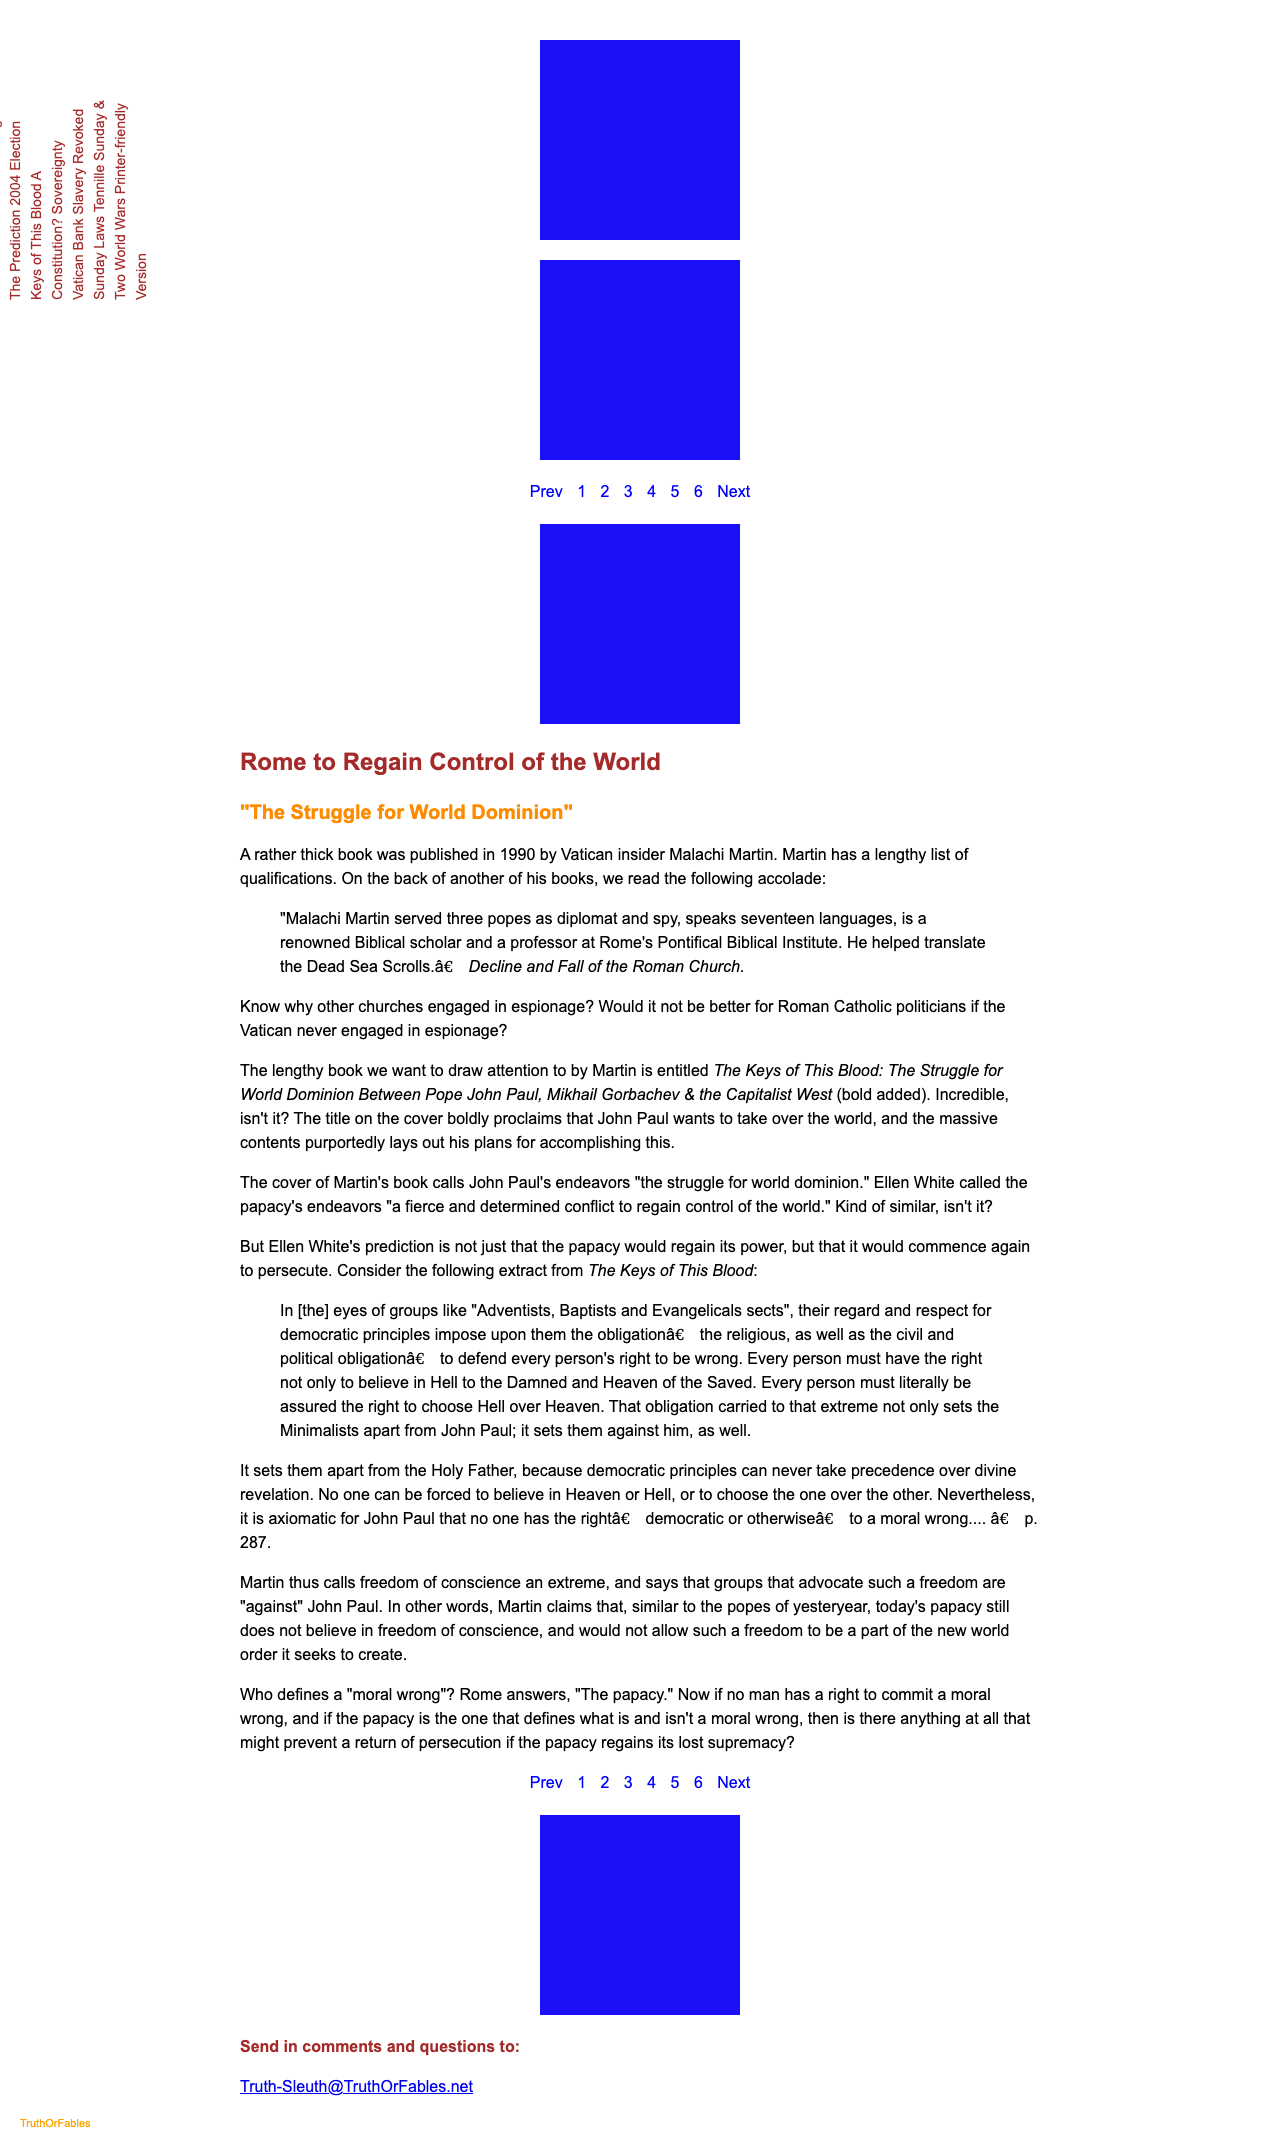 The Prediction 2004 Election
Keys of This Blood A
Constitution? Sovereignty
Vatican Bank Slavery Revoked
Sunday Laws Tennille Sunday &
Two World Wars Printer-friendly
Version
Prev 1 2 3 4 5 6 Next
Rome to Regain Control of the World
"The Struggle for World Dominion"
A rather thick book was published in 1990 by Vatican insider Malachi Martin. Martin has a lengthy list of
qualifications. On the back of another of his books, we read the following accolade:
"Malachi Martin served three popes as diplomat and spy, speaks seventeen languages, is a
renowned Biblical scholar and a professor at Rome's Pontifical Biblical Institute. He helped translate
the Dead Sea Scrolls.â€ Decline and Fall of the Roman Church.
Know why other churches engaged in espionage? Would it not be better for Roman Catholic politicians if the
Vatican never engaged in espionage?
The lengthy book we want to draw attention to by Martin is entitled The Keys of This Blood: The Struggle for
World Dominion Between Pope John Paul, Mikhail Gorbachev & the Capitalist West (bold added). Incredible,
isn't it? The title on the cover boldly proclaims that John Paul wants to take over the world, and the massive
contents purportedly lays out his plans for accomplishing this.
The cover of Martin's book calls John Paul's endeavors "the struggle for world dominion." Ellen White called the
papacy's endeavors "a fierce and determined conflict to regain control of the world." Kind of similar, isn't it?
But Ellen White's prediction is not just that the papacy would regain its power, but that it would commence again
to persecute. Consider the following extract from The Keys of This Blood:
In [the] eyes of groups like "Adventists, Baptists and Evangelicals sects", their regard and respect for
democratic principles impose upon them the obligationâ€ the religious, as well as the civil and
political obligationâ€ to defend every person's right to be wrong. Every person must have the right
not only to believe in Hell to the Damned and Heaven of the Saved. Every person must literally be
assured the right to choose Hell over Heaven. That obligation carried to that extreme not only sets the
Minimalists apart from John Paul; it sets them against him, as well.
It sets them apart from the Holy Father, because democratic principles can never take precedence over divine
revelation. No one can be forced to believe in Heaven or Hell, or to choose the one over the other. Nevertheless,
it is axiomatic for John Paul that no one has the rightâ€ democratic or otherwiseâ€ to a moral wrong.... â€ p.
287.
Martin thus calls freedom of conscience an extreme, and says that groups that advocate such a freedom are
"against" John Paul. In other words, Martin claims that, similar to the popes of yesteryear, today's papacy still
does not believe in freedom of conscience, and would not allow such a freedom to be a part of the new world
order it seeks to create.
Who defines a "moral wrong"? Rome answers, "The papacy." Now if no man has a right to commit a moral
wrong, and if the papacy is the one that defines what is and isn't a moral wrong, then is there anything at all that
might prevent a return of persecution if the papacy regains its lost supremacy?
Prev 1 2 3 4 5 6 Next
Send in comments and questions to:
Truth-Sleuth@TruthOrFables.net
TruthOrFables